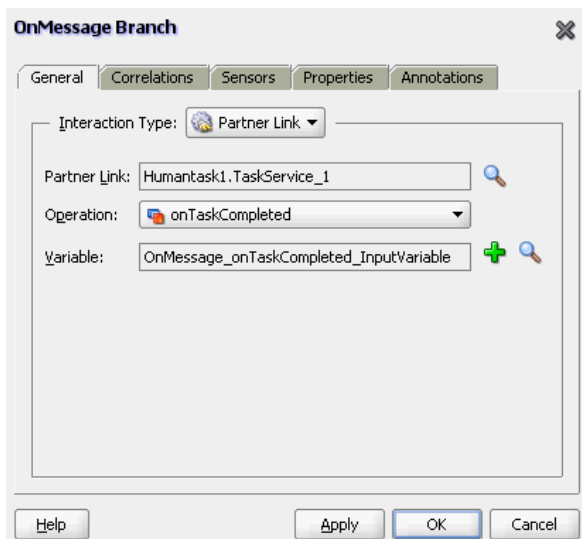 OnMessage Branch
General Correlations Sensors Properties Annotations
Interaction Type: Partner Link
Partner Link: Humantask1.TaskService_1
Operation: onTaskCompleted
Variable: OnMessage_onTaskCompleted_InputVariable
Help Apply OK Cancel